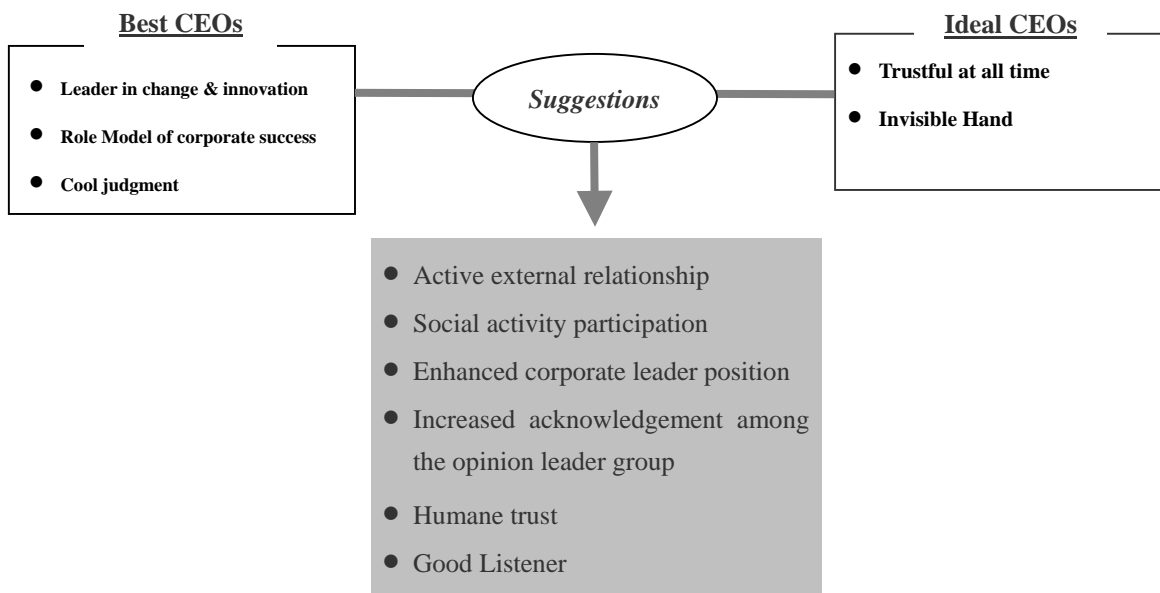 Best CEOs
● Leader in change & innovation
● Role Model of corporate success
● Cool judgment
Suggestions
Ideal CEOs
● Trustful at all time
● Invisible Hand
● Active external relationship
● Social activity participation
● Enhanced corporate leader position
● Increased acknowledgement among
the opinion leader group
● Humane trust
● Good Listener